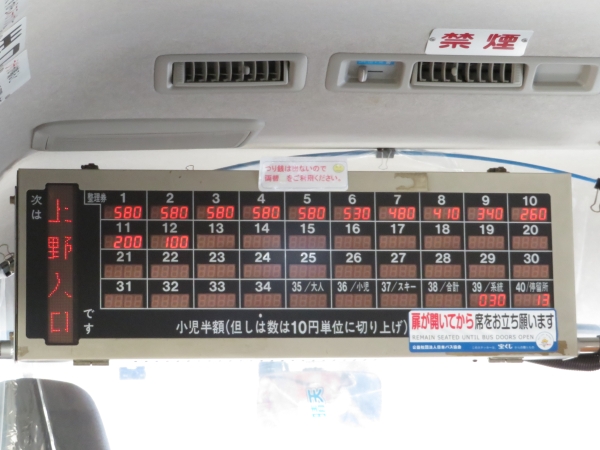 禁煙
つり銭は出ないので
両替 をご利用ください。
次は 上野入口 です
整理券 1 2 3 4 5 6 7 8 9 10
580 580 580 580 580 530 480 410 340 260
11 12 13 14 15 16 17 18 19 20
200 100
21 22 23 24 25 26 27 28 29 30
31 32 33 34 35/大人 36/小児 37/スキー 38/合計 39/系統 40/停留所
030 13
小児半額(但しは数は10円単位に切り上げ)
扉が開いてから席をお立ち願います
REMAIN SEATED UNTIL BUS DOORS OPEN